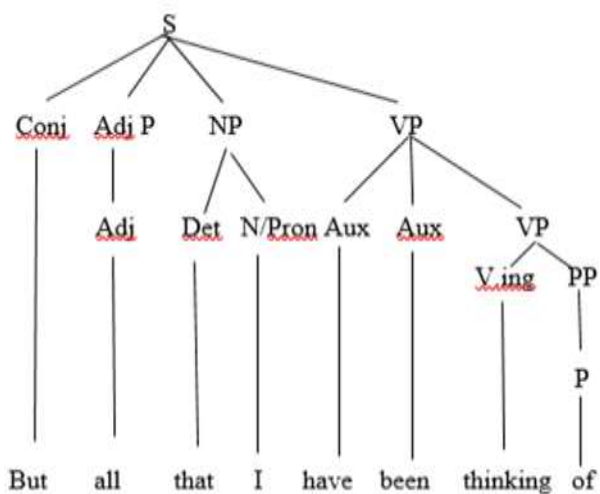 S
Conj Adj P NP VP
Adj Det N/Pron Aux Aux VP
V ing PP
P
But all that I have been thinking of